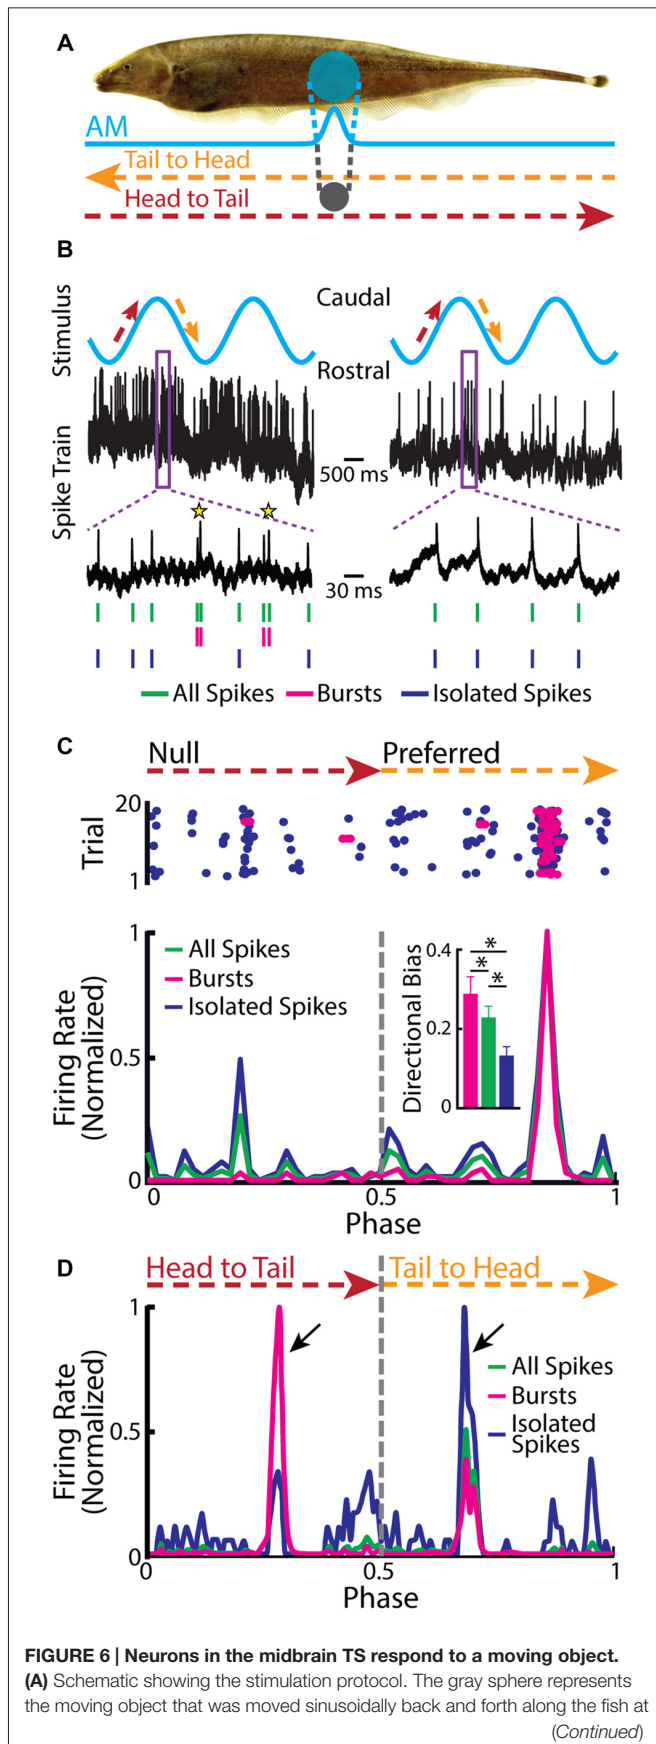 A
AM
Tail to Head
Head to Tail
B
Stimulus
Caudal
Rostral
Spike Train
500 ms
30 ms
All Spikes
Bursts
Isolated Spikes
C
Null
Preferred
Trial
20
1
Firing Rate
(Normalized)
1
0.5
0
All Spikes
Bursts
Isolated Spikes
Directional Bias
0.4
0.2
0
*
*
*
0
0.5
1
Phase
D
Head to Tail
Tail to Head
Firing Rate
(Normalized)
1
0.5
0
All Spikes
Bursts
Isolated
Spikes
0
0.5
1
Phase
FIGURE 6 | Neurons in the midbrain TS respond to a moving object.
(A) Schematic showing the stimulation protocol. The gray sphere represents
the moving object that was moved sinusoidally back and forth along the fish at
(Continued)